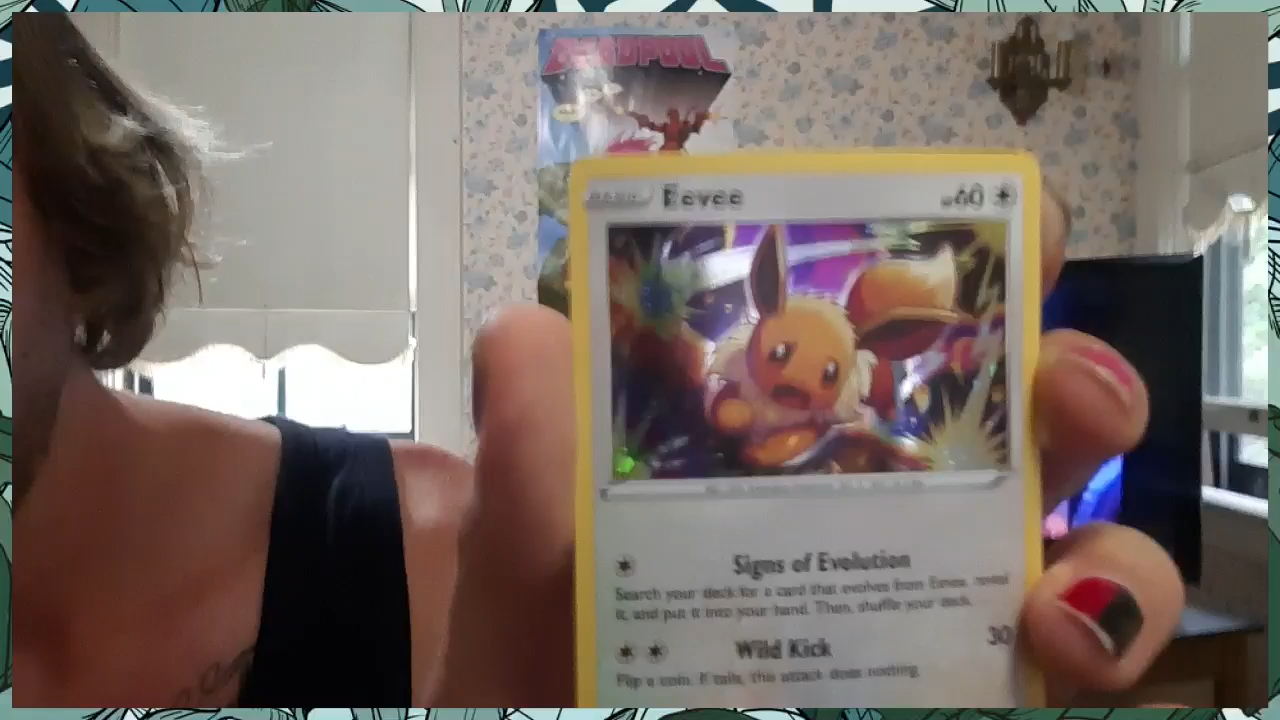 DEADPOOL
BASIC Eevee HP 60
Signs of Evolution
Search your deck for a card that evolves from Eevee, reveal
it, and put it into your hand. Then, shuffle your deck.
Wild Kick 30
Flip a coin. If tails, this attack does nothing.